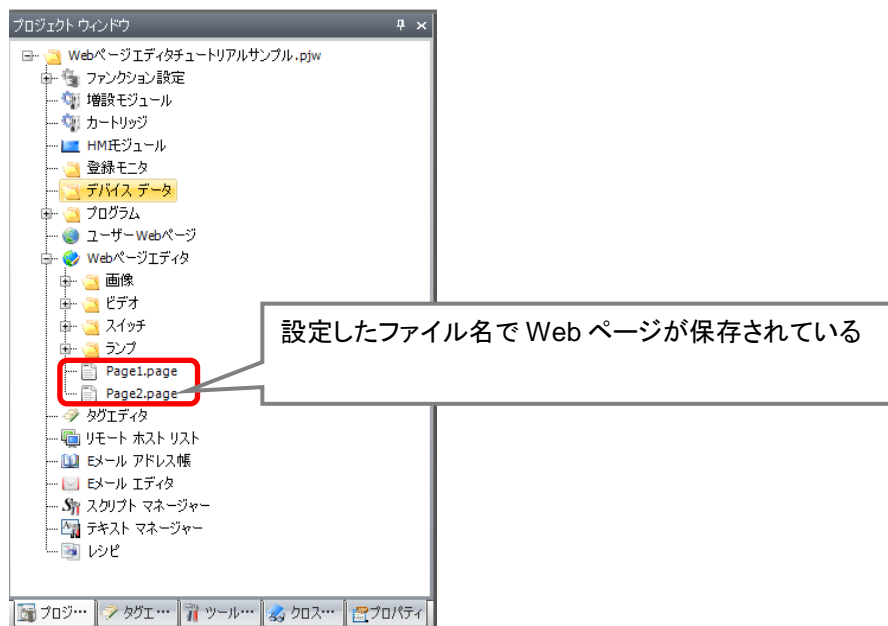 プロジェクト ウィンドウ
Webページエディタチュートリアルサンプル.pjw
ファンクション設定
増設モジュール
カートリッジ
HMIモジュール
登録モニタ
デバイス データ
プログラム
ユーザーWebページ
Webページエディタ
画像
ビデオ
スイッチ
ランプ
設定したファイル名で Web ページが保存されている
Page1.page
Page2.page
タグエディタ
リモート ホスト リスト
Eメール アドレス帳
Eメール エディタ
スクリプト マネージャー
テキスト マネージャー
レシピ
プロジ… タグエ… ツール… クロス… プロパティ